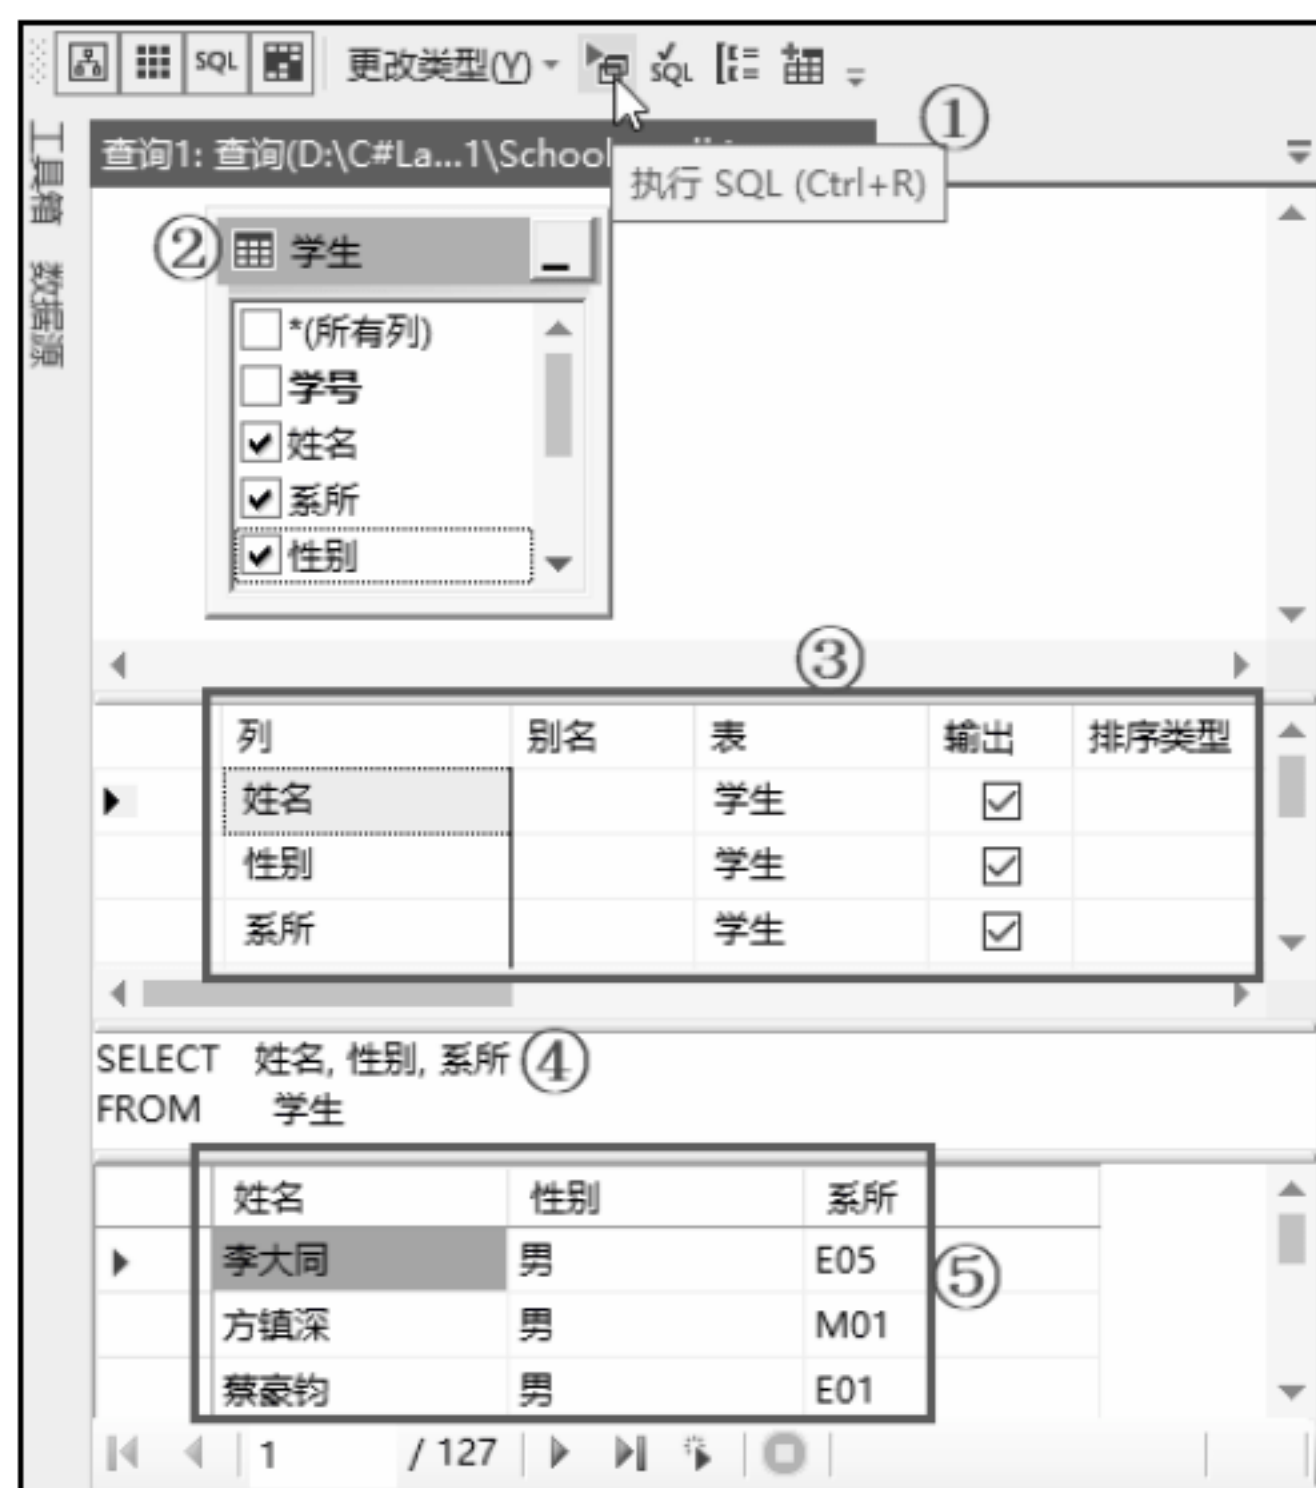 SQL 更改类型(Y) SQL
①
查询1: 查询(D:\C#La...1\School
执行 SQL (Ctrl+R)
工具箱
数据源
② 学生
*(所有列)
学号
姓名
系所
性别
③
列 别名 表 输出 排序类型
姓名 学生
性别 学生
系所 学生
SELECT 姓名, 性别, 系所 ④
FROM 学生
姓名 性别 系所
李大同 男 E05
⑤
方镇深 男 M01
蔡豪钧 男 E01
1 / 127